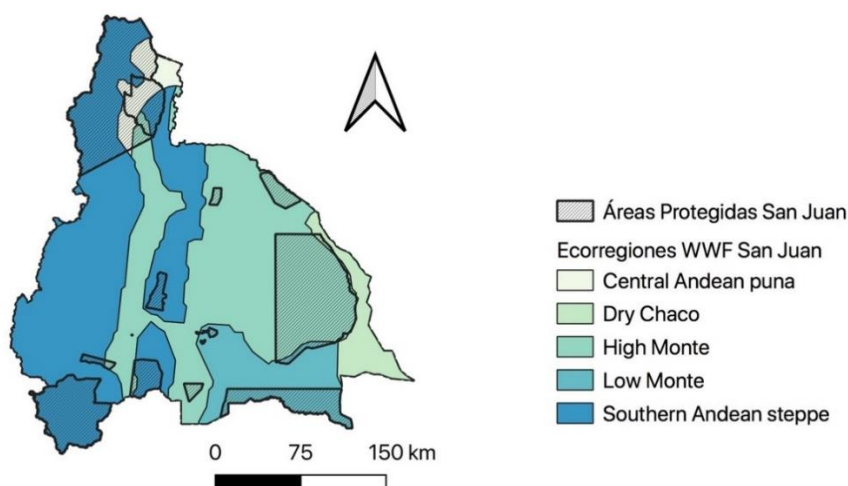 Áreas Protegidas San Juan
Ecorregiones WWF San Juan
Central Andean puna
Dry Chaco
High Monte
Low Monte
Southern Andean steppe
0 75 150 km